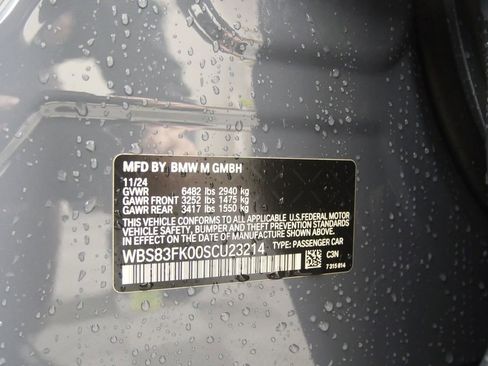 MFD BY BMW M GMBH
11/24
GVWR 6482 lbs 2940 kg
GAWR FRONT 3252 lbs 1475 kg
GAWR REAR 3417 lbs 1550 kg
THIS VEHICLE CONFORMS TO ALL APPLICABLE U.S. FEDERAL MOTOR
VEHICLE SAFETY, BUMPER, AND THEFT PREVENTION STANDARDS
IN EFFECT ON THE DATE OF MANUFACTURE SHOWN ABOVE.
WBS83FK00SCU23214 TYPE: PASSENGER CAR
C3N
7 315 814